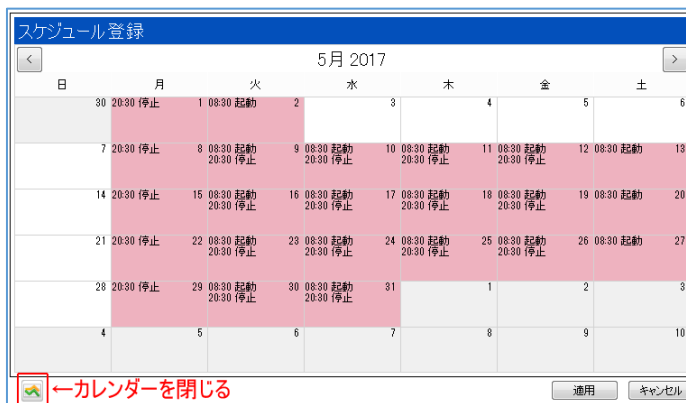 スケジュール登録
< 5月 2017 >
日 月 火 水 木 金 土
30 20:30 停止 1 08:30 起動 2 3 4 5 6
7 20:30 停止 8 08:30 起動 9 08:30 起動 10 08:30 起動 11 08:30 起動 12 08:30 起動 13
20:30 停止 20:30 停止 20:30 停止 20:30 停止
14 20:30 停止 15 08:30 起動 16 08:30 起動 17 08:30 起動 18 08:30 起動 19 08:30 起動 20
20:30 停止 20:30 停止 20:30 停止 20:30 停止
21 20:30 停止 22 08:30 起動 23 08:30 起動 24 08:30 起動 25 08:30 起動 26 08:30 起動 27
20:30 停止 20:30 停止 20:30 停止 20:30 停止
28 20:30 停止 29 08:30 起動 30 08:30 起動 31 1 2 3
20:30 停止 20:30 停止
4 5 6 7 8 9 10
←カレンダーを閉じる 適用 キャンセル